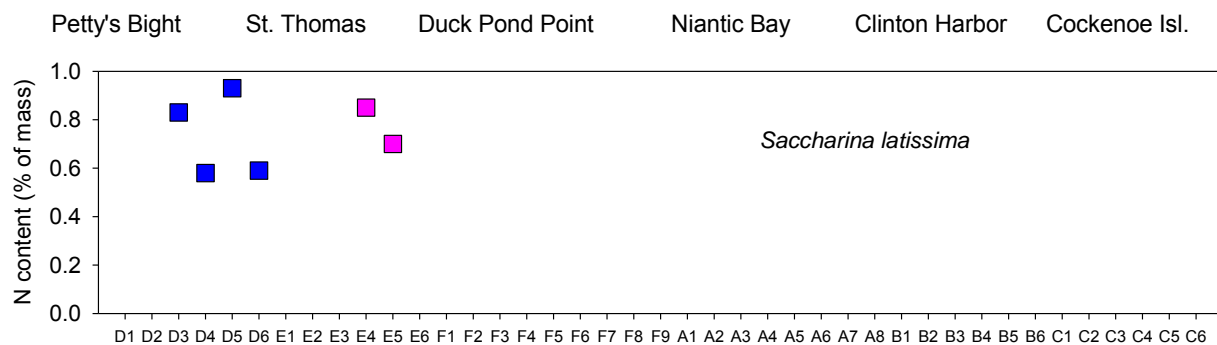 Petty's Bight St. Thomas Duck Pond Point Niantic Bay Clinton Harbor Cockenoe Isl.
N content (% of mass)
1.0
0.8
0.6
0.4
0.2
0.0
Saccharina latissima
D1 D2 D3 D4 D5 D6 E1 E2 E3 E4 E5 E6 F1 F2 F3 F4 F5 F6 F7 F8 F9 A1 A2 A3 A4 A5 A6 A7 A8 B1 B2 B3 B4 B5 B6 C1 C2 C3 C4 C5 C6